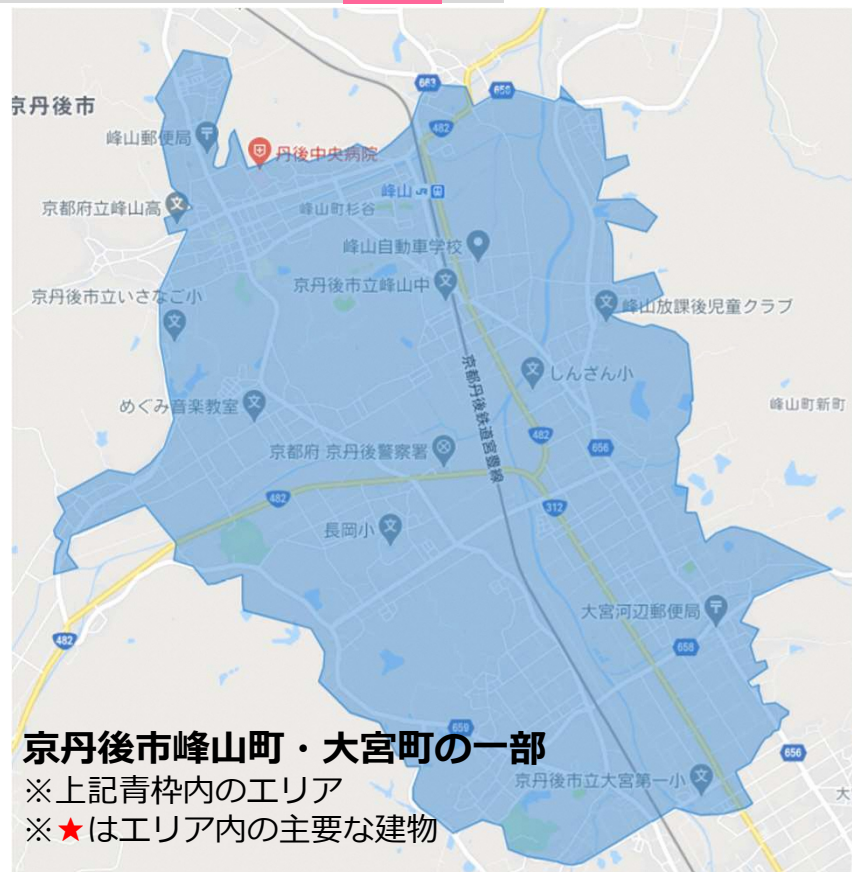 663
656
京丹後市
482
峰山郵便局
丹後中央病院
峰山 JR
京都府立峰山高
峰山町杉谷
峰山自動車学校
京丹後市立峰山中
京丹後市立いさなご小
峰山放課後児童クラブ
京都丹後鉄道宮豊線
しんざん小
めぐみ音楽教室
峰山町新町
482
656
京都府 京丹後警察署
482
312
長岡小
大宮河辺郵便局
482
658
659
京丹後市峰山町・大宮町の一部
656
京丹後市立大宮第一小
大
※上記青枠内のエリア
※★はエリア内の主要な建物